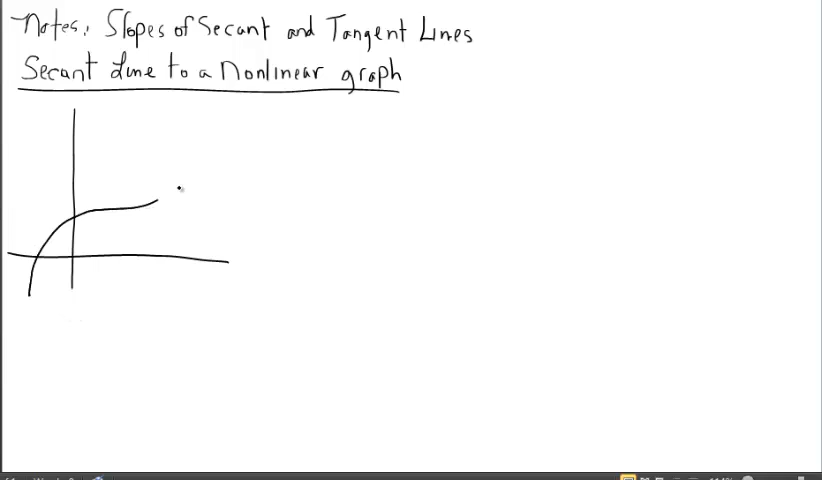 Notes: Slopes of Secant and Tangent Lines
Secant Line to a Nonlinear graph